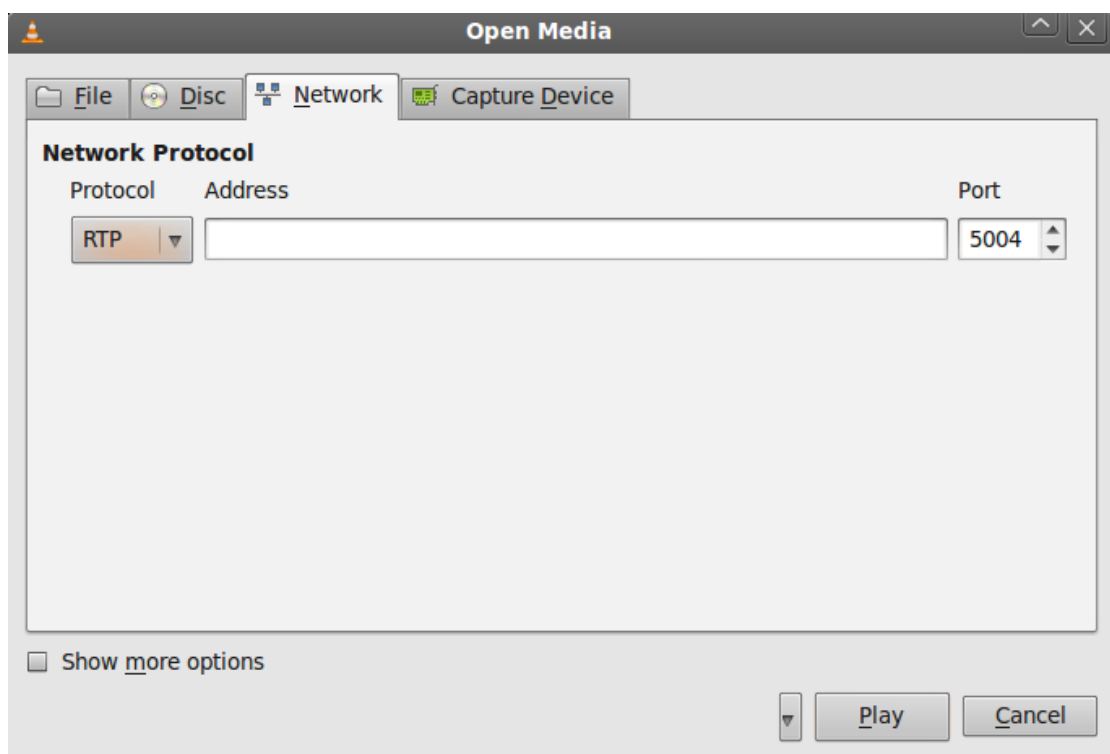 Open Media
File Disc Network Capture Device
Network Protocol
Protocol Address Port
RTP 5004
Show more options
Play Cancel